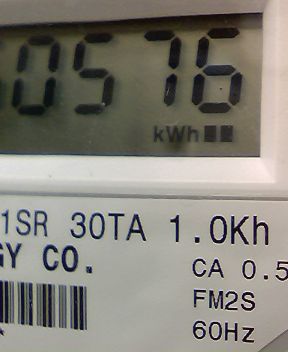 0576
kWh
1SR 30TA 1.0Kh
GY CO.
CA 0.5
FM2S
60Hz